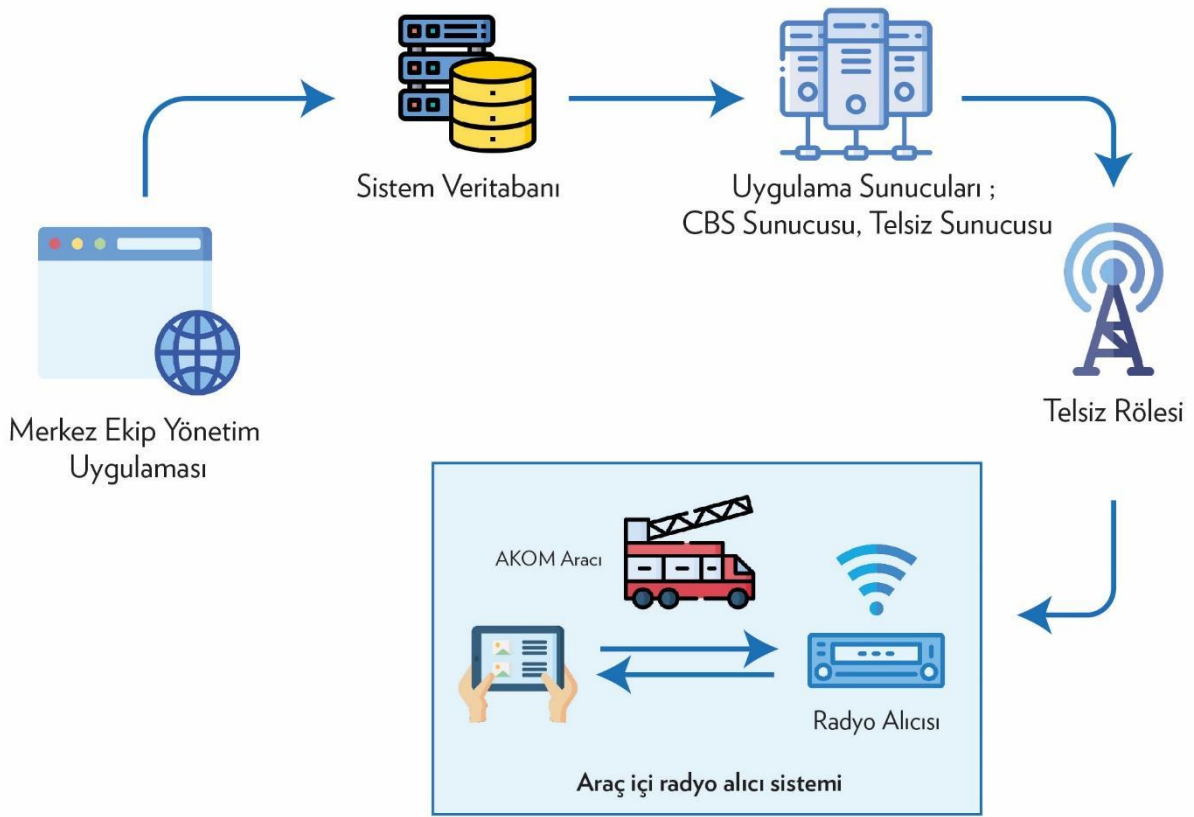 Sistem Veritabanı
Uygulama Sunucuları ;
CBS Sunucusu, Telsiz Sunucusu
Merkez Ekip Yönetim
Uygulaması
Telsiz Rölesi
AKOM Aracı
Radyo Alıcısı
Araç içi radyo alıcı sistemi